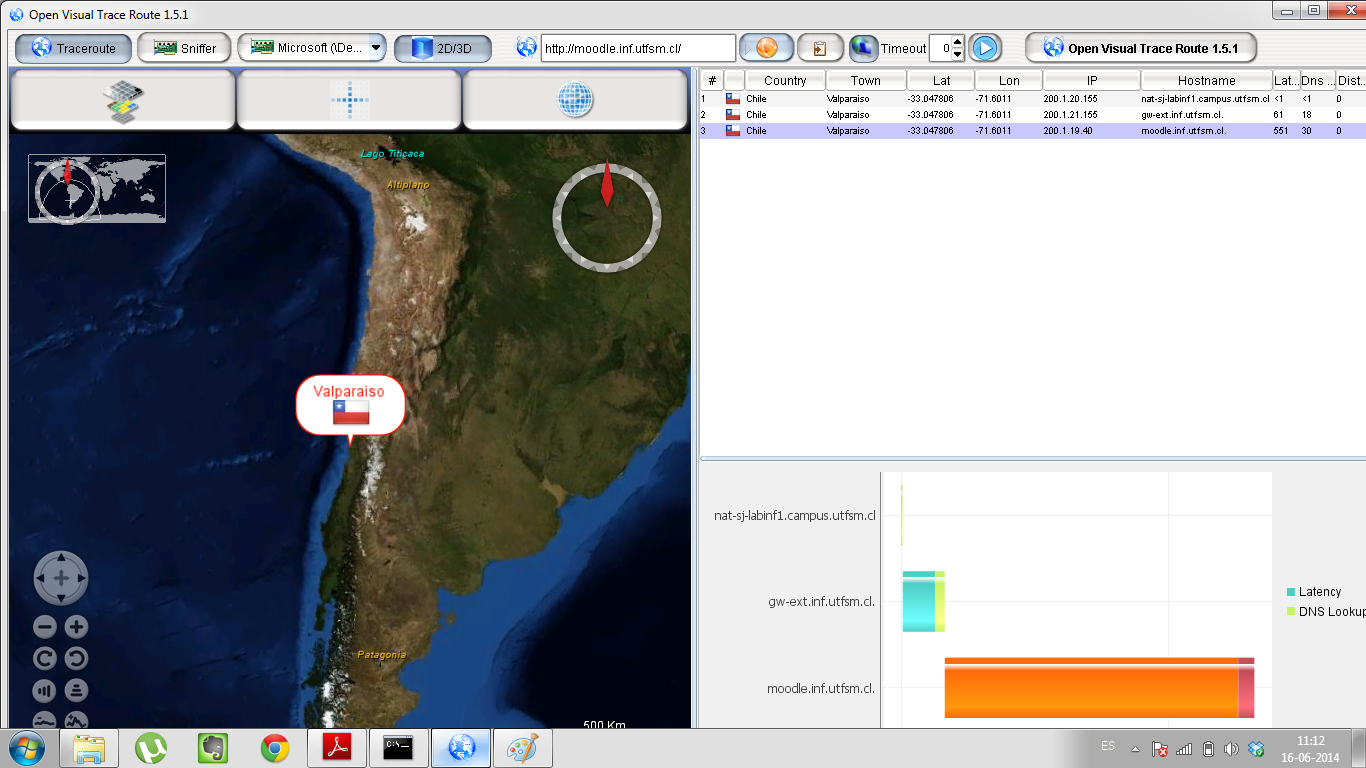 Open Visual Trace Route 1.5.1
Traceroute
Sniffer
Microsoft (\De...
2D/3D
http://moodle.inf.utfsm.cl/
Timeout
0
Open Visual Trace Route 1.5.1
# Country Town Lat Lon IP Hostname Lat... Dns ... Dist...
1 Chile Valparaiso -33.047806 -71.6011 200.1.20.155 nat-sj-labinf1.campus.utfsm.cl <1 <1 0
2 Chile Valparaiso -33.047806 -71.6011 200.1.21.155 gw-ext.inf.utfsm.cl. 61 18 0
3 Chile Valparaiso -33.047806 -71.6011 200.1.19.40 moodle.inf.utfsm.cl. 551 30 0
Lago Titicaca
Altiplano
Valparaiso
Patagonia
500 Km
nat-sj-labinf1.campus.utfsm.cl
gw-ext.inf.utfsm.cl.
moodle.inf.utfsm.cl.
Latency
DNS Lookup
C:\_
ES
11:12
16-06-2014